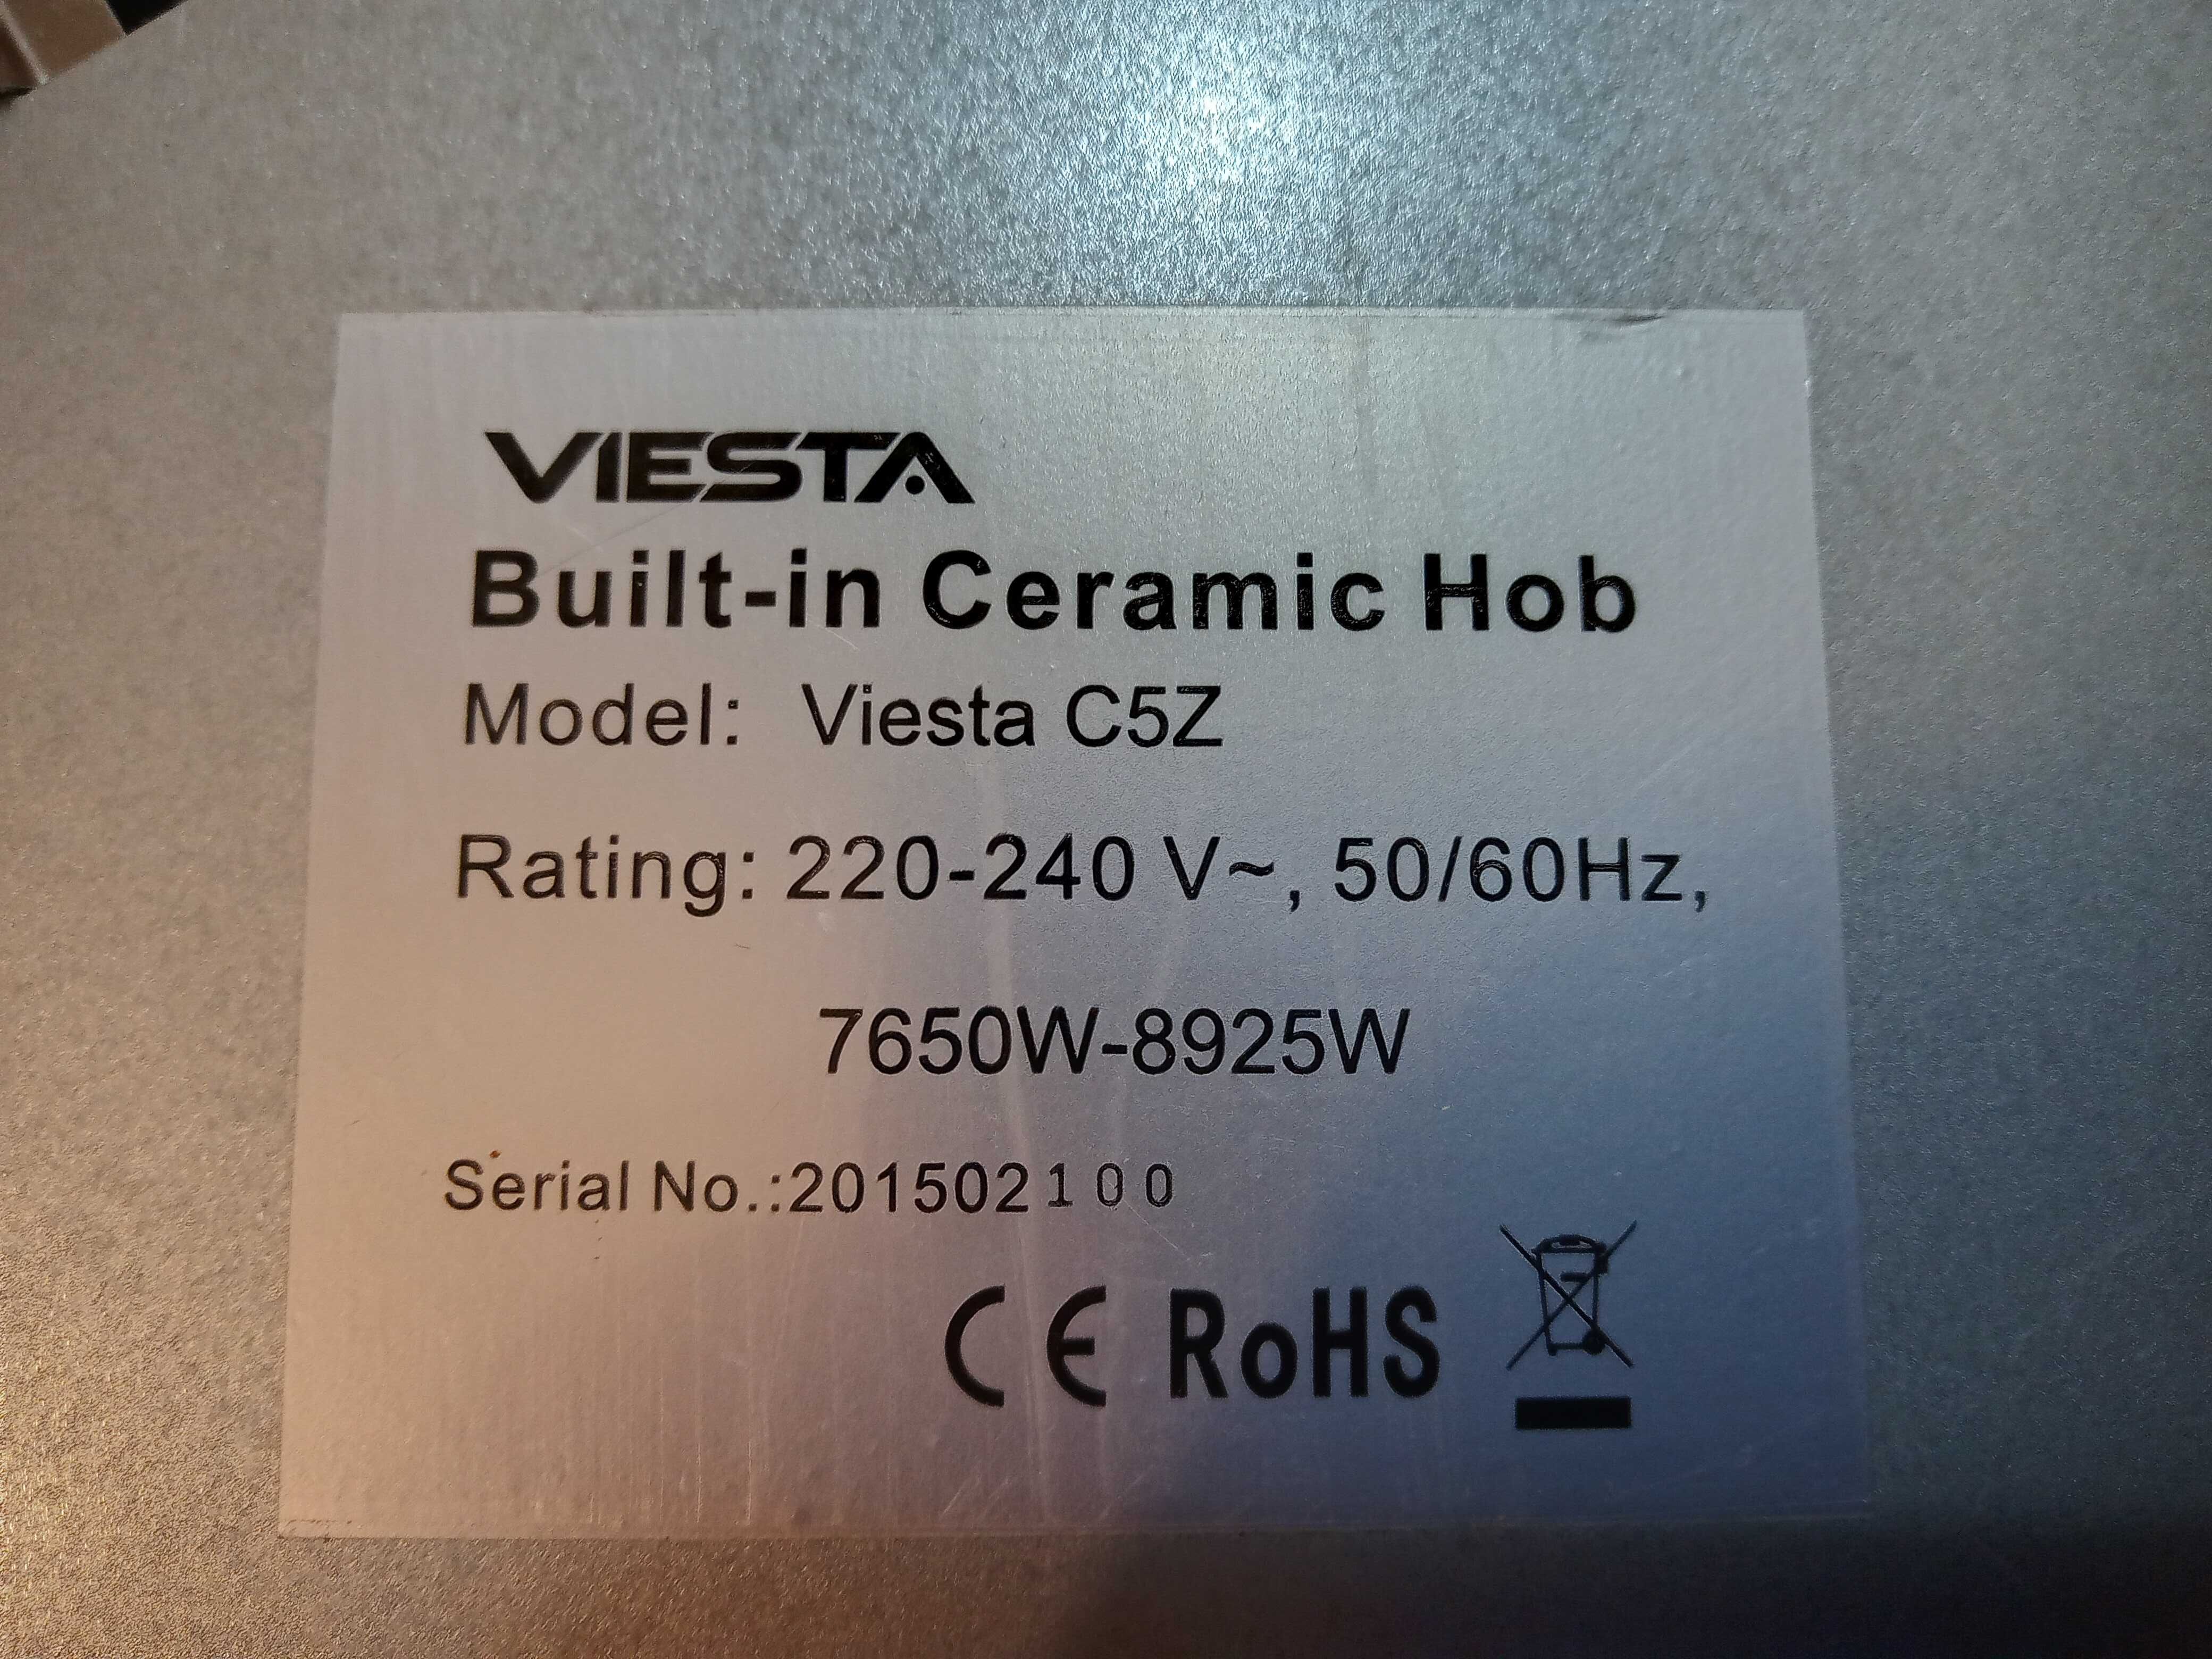 VIESTA
Built-in Ceramic Hob
Model: Viesta C5Z
Rating: 220-240 V~, 50/60Hz,
7650W-8925W
Serial No.:201502100
CE RoHS